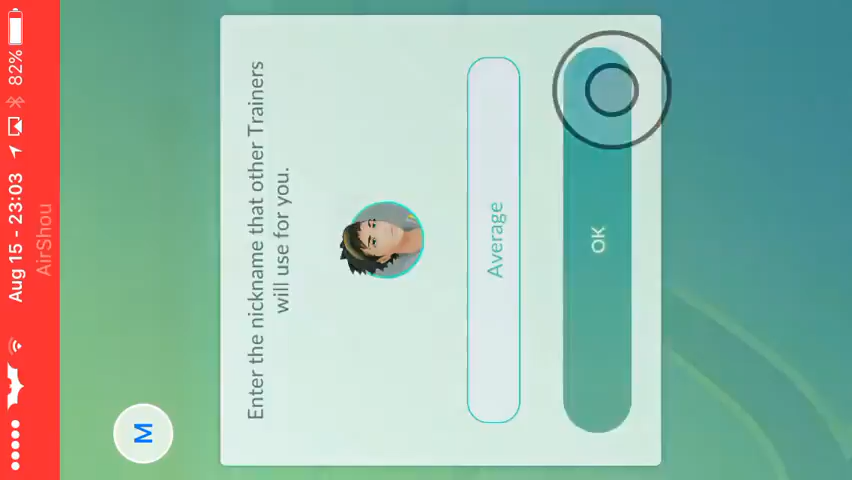 Aug 15 - 23:03
82%
AirShou
M
Enter the nickname that other Trainers
will use for you.
Average
OK